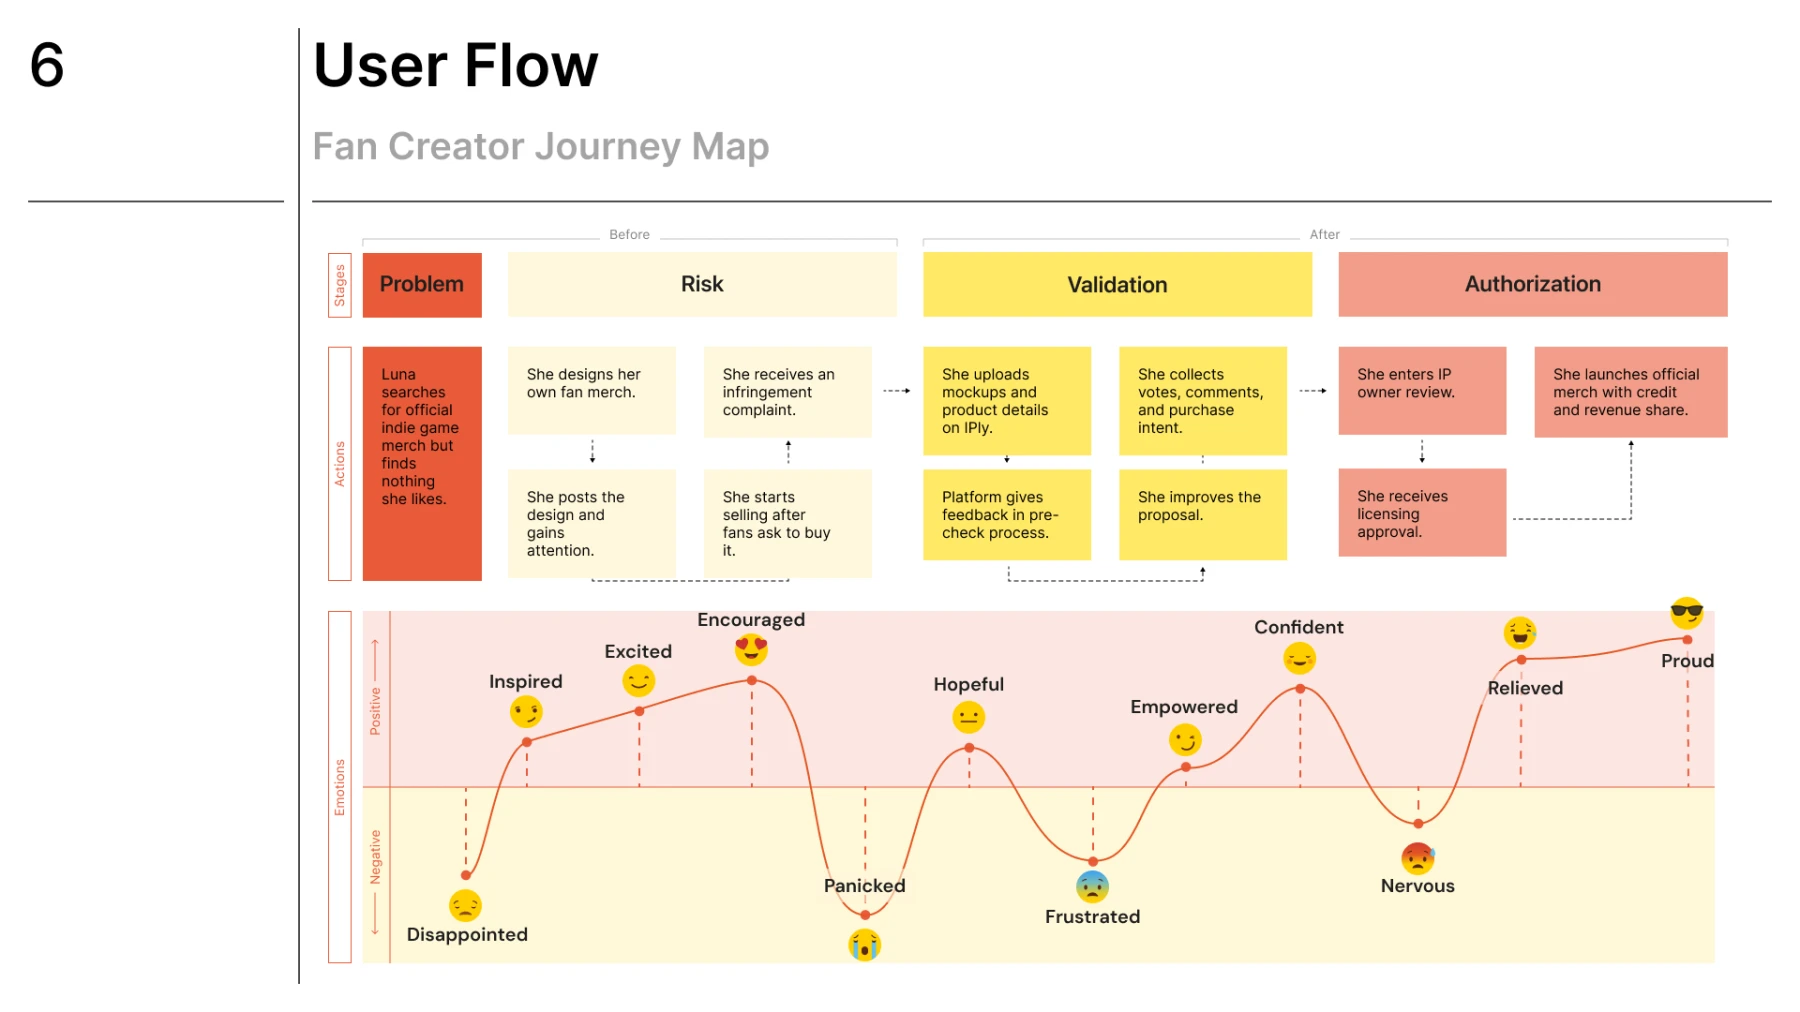 6
User Flow
Fan Creator Journey Map
Before
After
Stages
Problem
Risk
Validation
Authorization
Actions
Luna
searches
for official
indie game
merch but
finds
nothing
she likes.
She designs her
own fan merch.
She posts the
design and
gains
attention.
She receives an
infringement
complaint.
She starts
selling after
fans ask to buy
it.
She uploads
mockups and
product details
on IPly.
Platform gives
feedback in pre-
check process.
She collects
votes, comments,
and purchase
intent.
She improves the
proposal.
She enters IP
owner review.
She receives
licensing
approval.
She launches official
merch with credit
and revenue share.
Emotions
Positive
Negative
Disappointed
Inspired
Excited
Encouraged
Panicked
Hopeful
Frustrated
Empowered
Confident
Nervous
Relieved
Proud